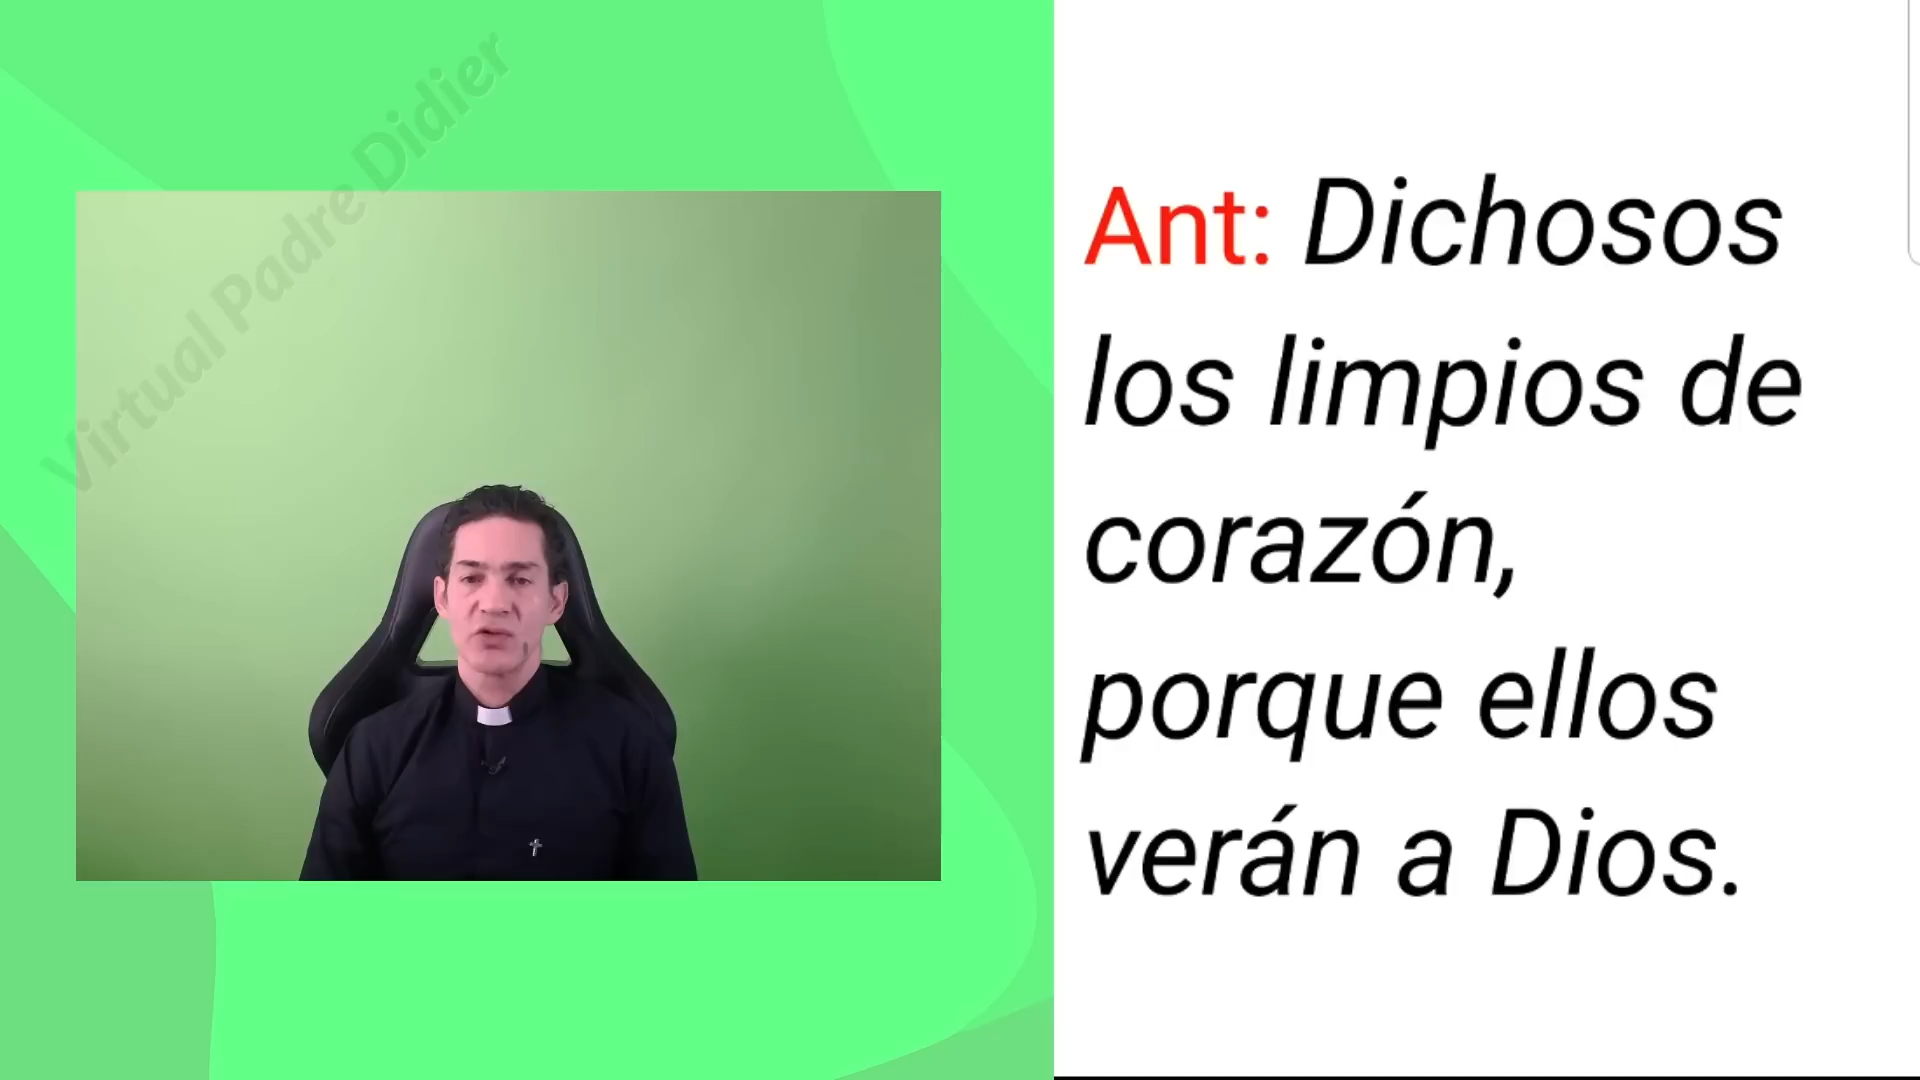 Virtual Padre Didier
Ant: Dichosos
los limpios de
corazón,
porque ellos
verán a Dios.